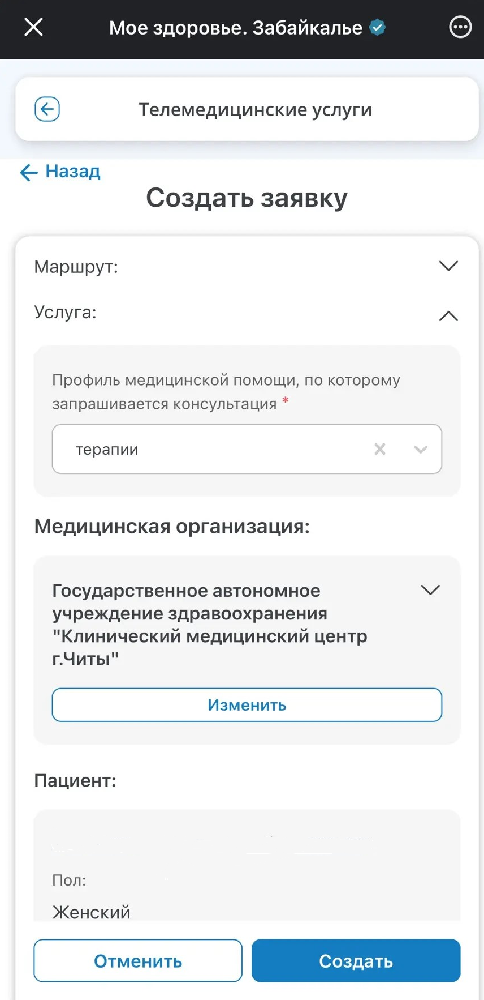 Мое здоровье. Забайкалье
Телемедицинские услуги
Назад
Создать заявку
Маршрут:
Услуга:
Профиль медицинской помощи, по которому
запрашивается консультация *
терапии
Медицинская организация:
Государственное автономное
учреждение здравоохранения
"Клинический медицинский центр
г.Читы"
Изменить
Пациент:
Пол:
Женский
Отменить
Создать